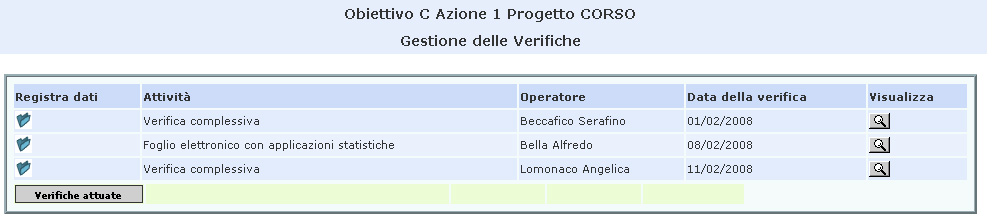 Obiettivo C Azione 1 Progetto CORSO
Gestione delle Verifiche
Registra dati Attività Operatore Data della verifica Visualizza
Verifica complessiva Beccafico Serafino 01/02/2008
Foglio elettronico con applicazioni statistiche Bella Alfredo 08/02/2008
Verifica complessiva Lomonaco Angelica 11/02/2008
Verifiche attuate